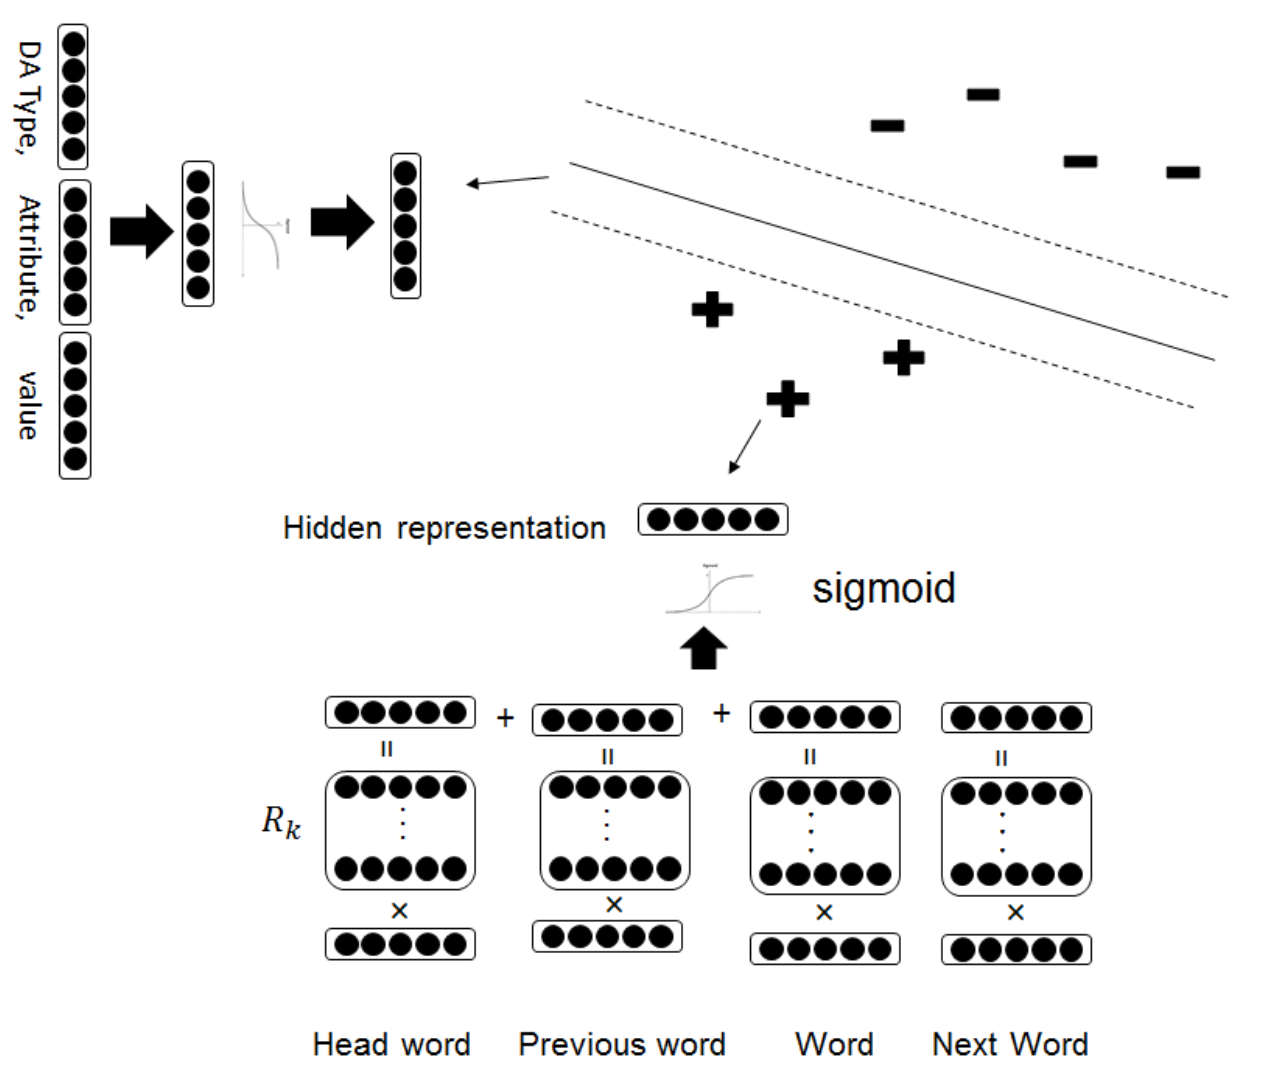 DA Type,
Attribute,
value
Hidden representation
sigmoid
+
+
=
=
=
=
R_k
×
×
×
×
Head word
Previous word
Word
Next Word